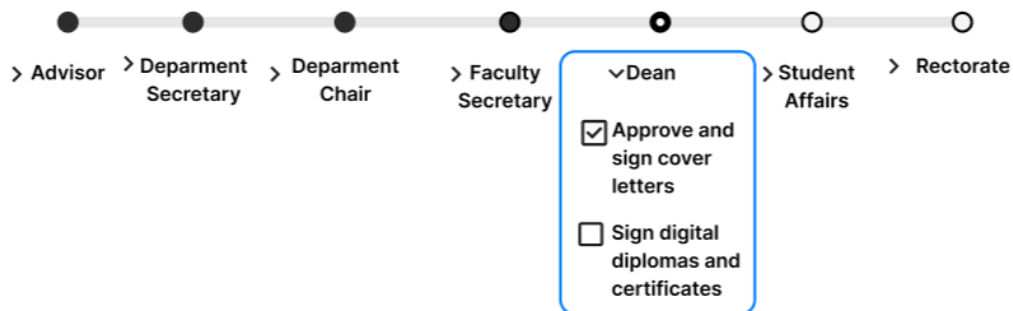 Advisor
Deparment
Secretary
Deparment
Chair
Faculty
Secretary
Dean
Approve and
sign cover
letters
Sign digital
diplomas and
certificates
Student
Affairs
Rectorate